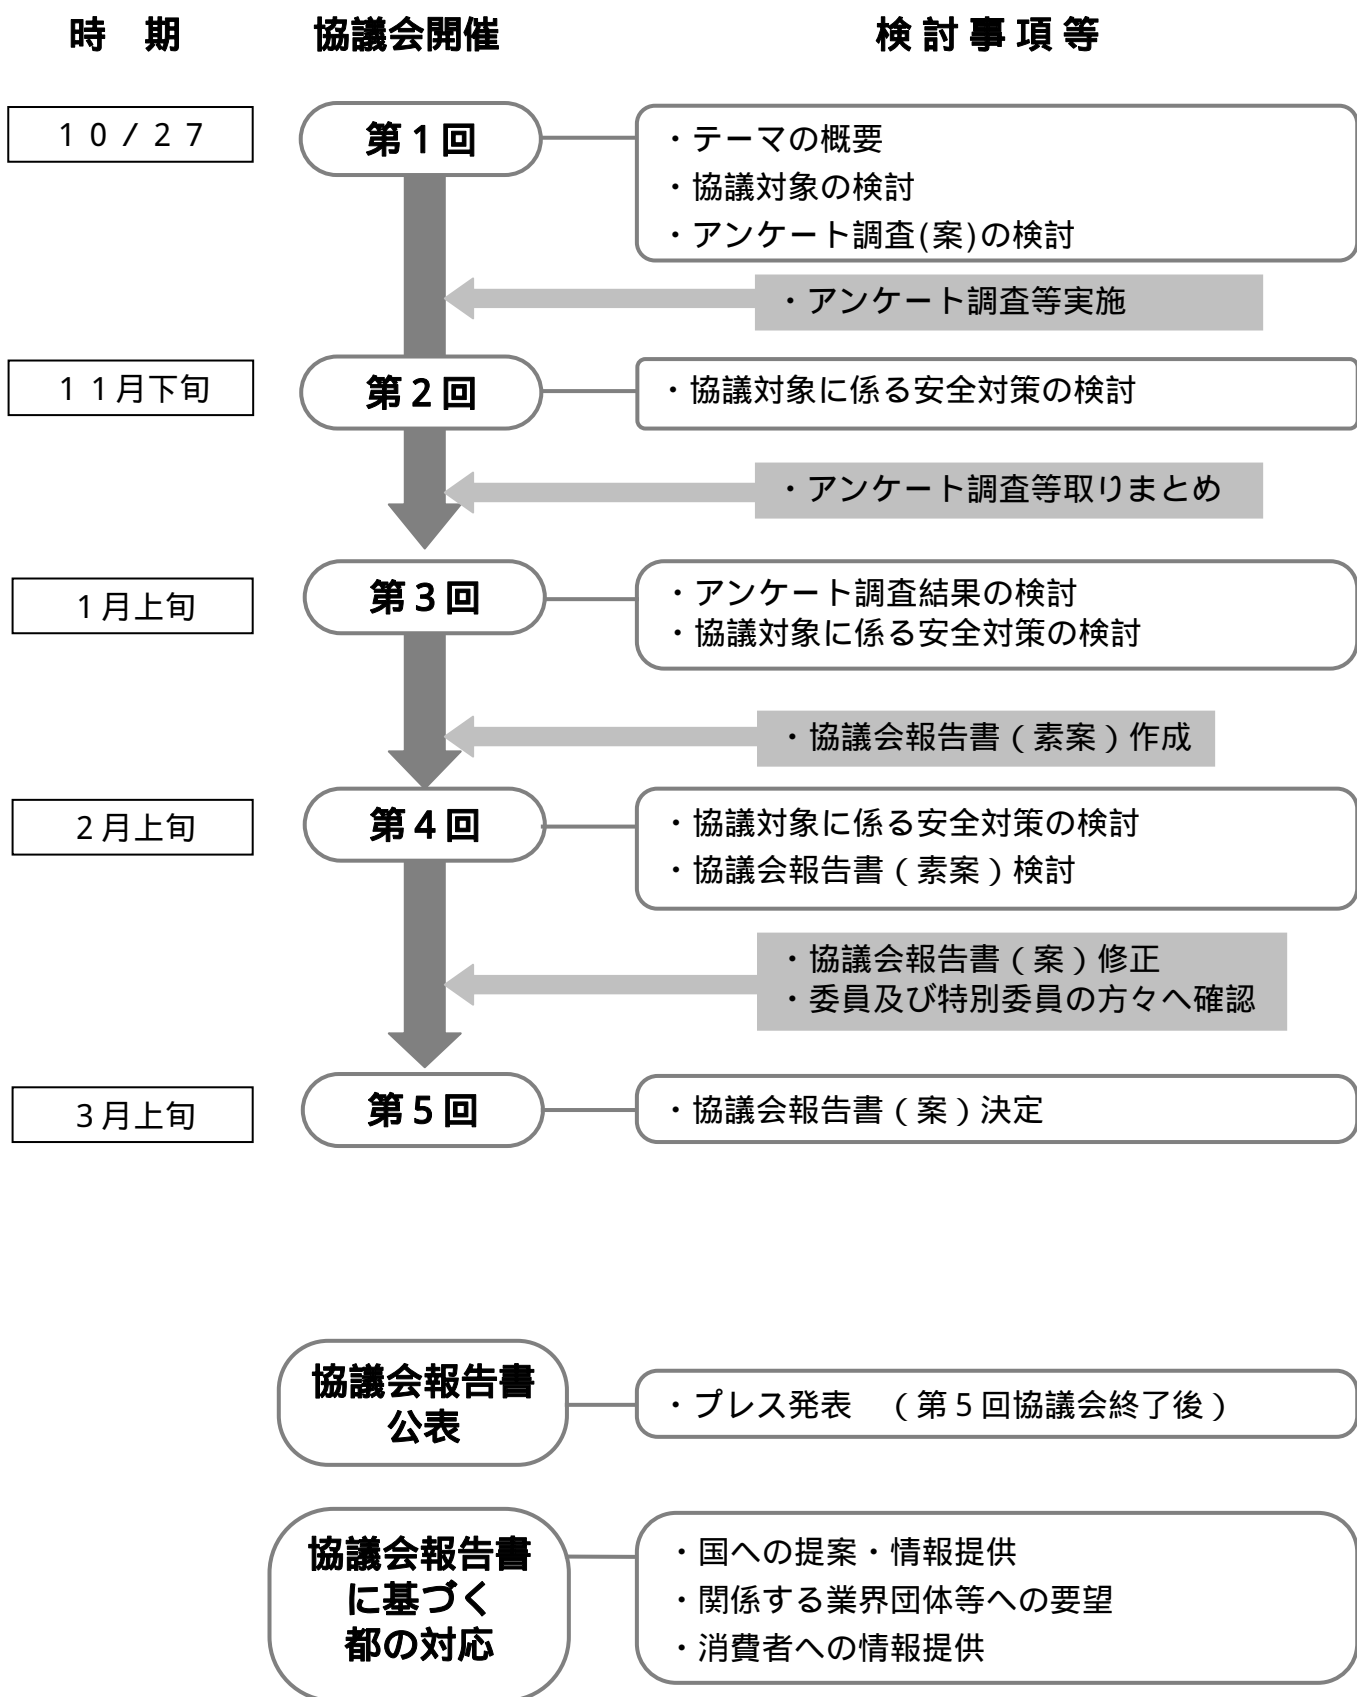 時　期　　協議会開催　　検 討 事 項 等
１０／２７
第１回
・テーマの概要
・協議対象の検討
・アンケート調査(案)の検討
・アンケート調査等実施
１１月下旬
第２回
・協議対象に係る安全対策の検討
・アンケート調査等取りまとめ
１月上旬
第３回
・アンケート調査結果の検討
・協議対象に係る安全対策の検討
・協議会報告書（素案）作成
２月上旬
第４回
・協議対象に係る安全対策の検討
・協議会報告書（素案）検討
・協議会報告書（案）修正
・委員及び特別委員の方々へ確認
３月上旬
第５回
・協議会報告書（案）決定
協議会報告書
公表
・プレス発表　（第５回協議会終了後）
協議会報告書
に基づく
都の対応
・国への提案・情報提供
・関係する業界団体等への要望
・消費者への情報提供